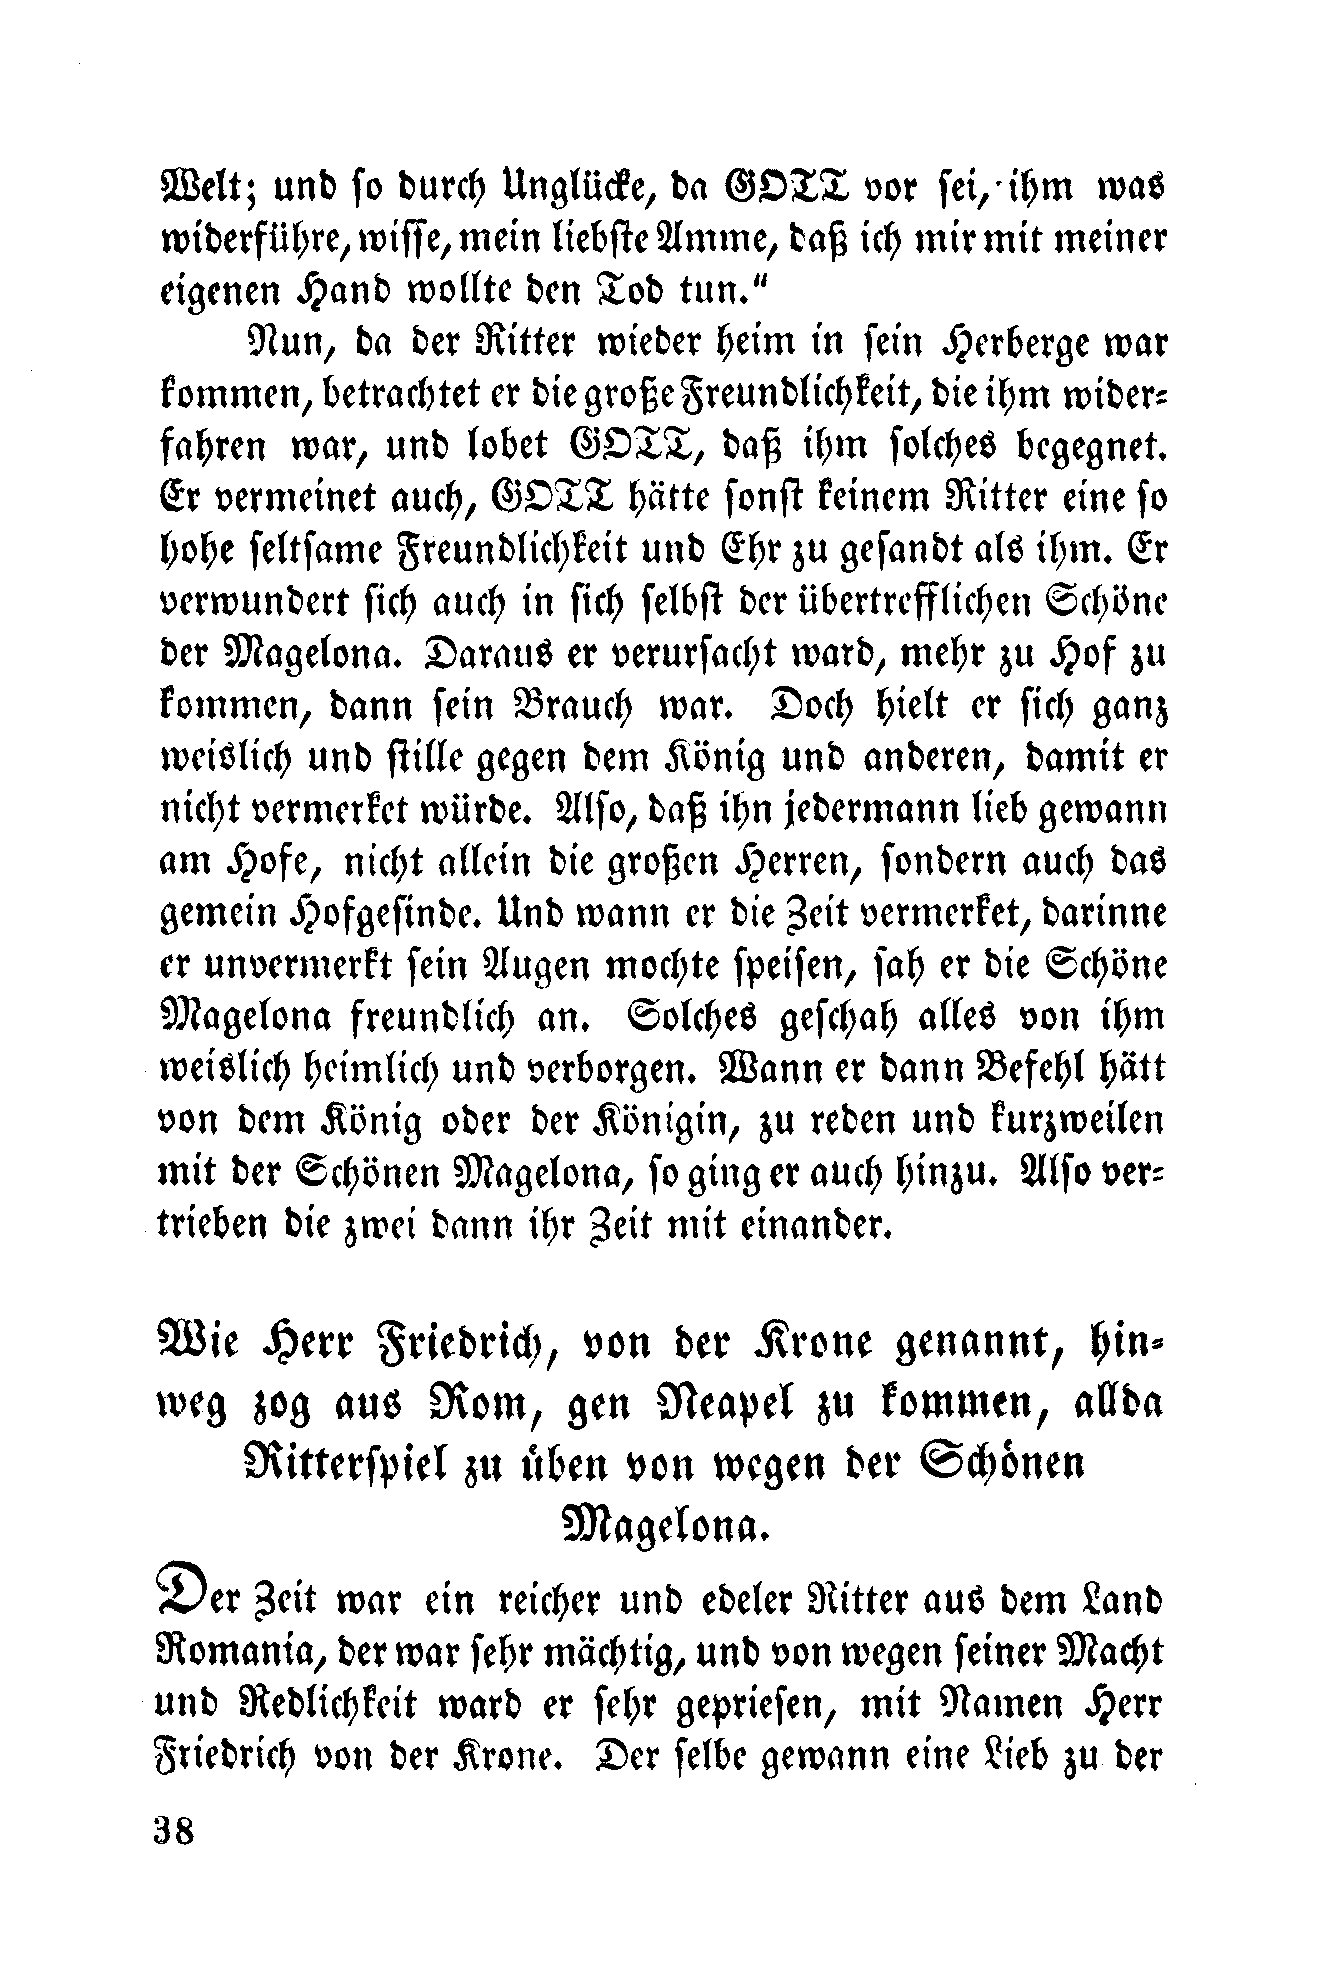 Welt; und so durch Unglücke, da GOTT vor sei, ihm was
widerführe, wisse, mein liebste Amme, daß ich mir mit meiner
eigenen Hand wollte den Tod tun."
Nun, da der Ritter wieder heim in sein Herberge war
kommen, betrachtet er die große Freundlichkeit, die ihm wider-
fahren war, und lobet GOTT, daß ihm solches begegnet.
Er vermeinet auch, GOTT hätte sonst keinem Ritter eine so
hohe seltsame Freundlichkeit und Ehr zu gesandt als ihm. Er
verwundert sich auch in sich selbst der übertrefflichen Schöne
der Magelona. Daraus er verursacht ward, mehr zu Hof zu
kommen, dann sein Brauch war. Doch hielt er sich ganz
weislich und stille gegen dem König und anderen, damit er
nicht vermerket würde. Also, daß ihn jedermann lieb gewann
am Hofe, nicht allein die großen Herren, sondern auch das
gemein Hofgesinde. Und wann er die Zeit vermerket, darinne
er unvermerkt sein Augen mochte speisen, sah er die Schöne
Magelona freundlich an. Solches geschah alles von ihm
weislich heimlich und verborgen. Wann er dann Befehl hätt
von dem König oder der Königin, zu reden und kurzweilen
mit der Schönen Magelona, so ging er auch hinzu. Also ver-
trieben die zwei dann ihr Zeit mit einander.
Wie Herr Friedrich, von der Krone genannt, hin-
weg zog aus Rom, gen Neapel zu kommen, allda
Ritterspiel zu üben von wegen der Schönen
Magelona.
Der Zeit war ein reicher und edeler Ritter aus dem Land
Romania, der war sehr mächtig, und von wegen seiner Macht
und Redlichkeit ward er sehr gepriesen, mit Namen Herr
Friedrich von der Krone. Der selbe gewann eine Lieb zu der
38